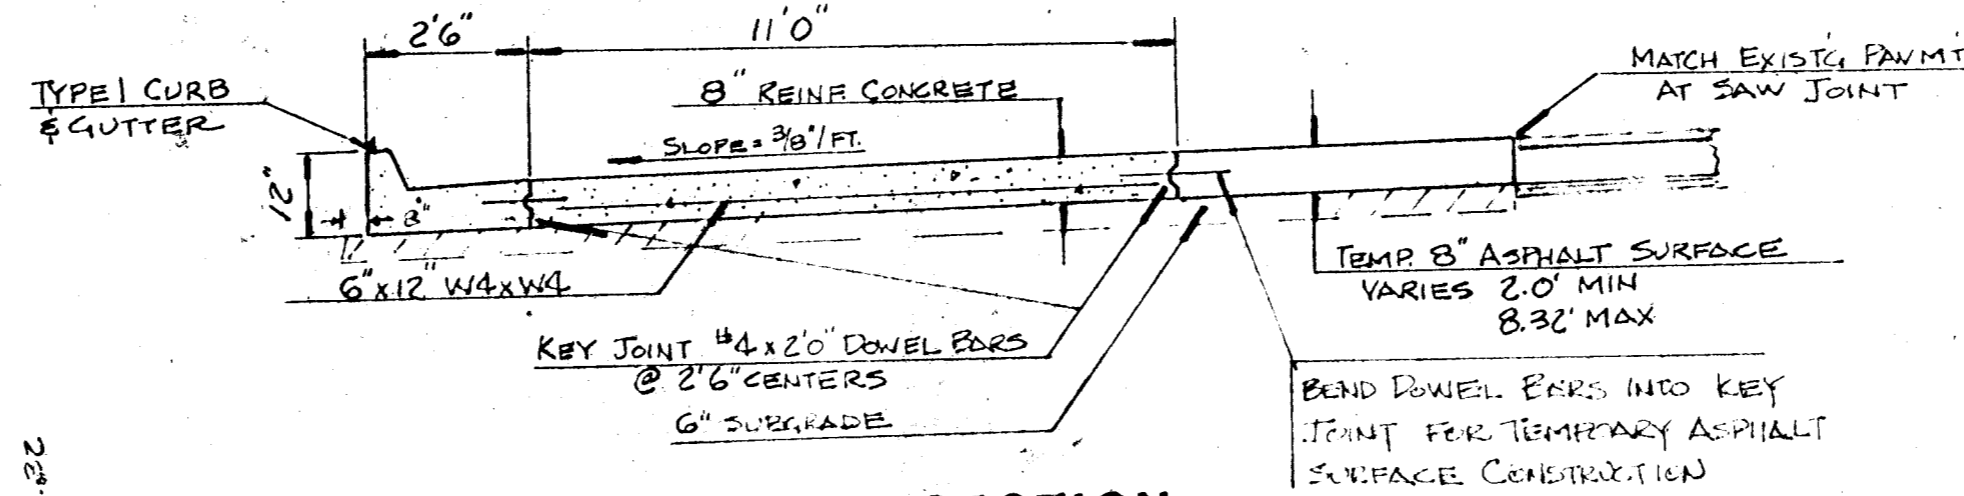 2'6"
11'0"
TYPE 1 CURB
& GUTTER
8" REINF. CONCRETE
MATCH EXIST'G PAVM'T
AT SAW JOINT
SLOPE = 3/8"/FT.
12"
8"
6"x12" W4xW4
TEMP. 8" ASPHALT SURFACE
VARIES 2.0' MIN
8.32' MAX
KEY JOINT #4 x 2'0" DOWEL BARS
@ 2'6" CENTERS
6" SUBGRADE
BEND DOWEL BARS INTO KEY
JOINT FOR TEMPORARY ASPHALT
SURFACE CONSTRUCTION